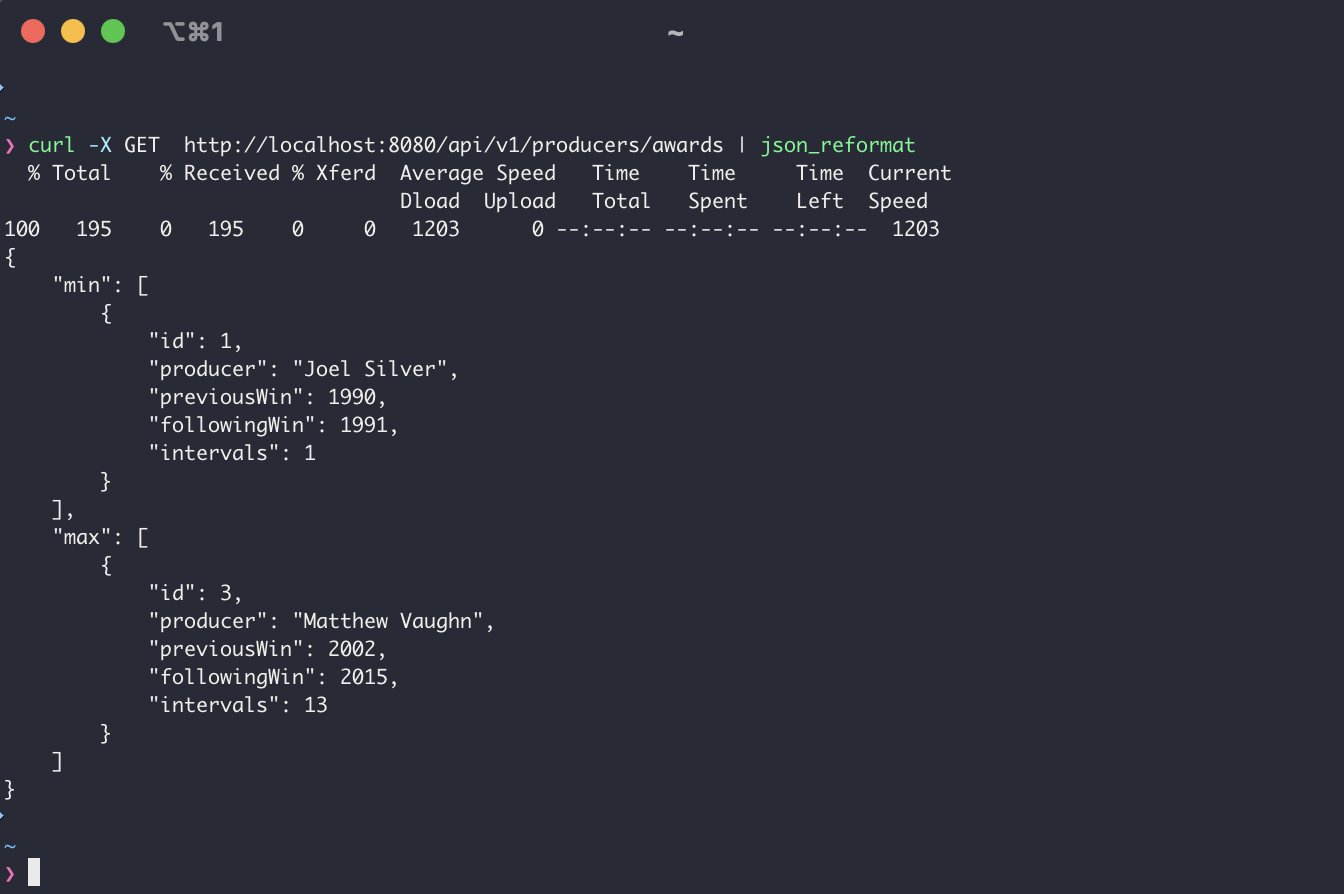 ⌥⌘1 ~
~
❯ curl -X GET  http://localhost:8080/api/v1/producers/awards | json_reformat
  % Total    % Received % Xferd  Average Speed   Time    Time     Time  Current
                                 Dload  Upload   Total   Spent    Left  Speed
100   195    0   195    0     0   1203      0 --:--:-- --:--:-- --:--:--  1203
{
    "min": [
        {
            "id": 1,
            "producer": "Joel Silver",
            "previousWin": 1990,
            "followingWin": 1991,
            "intervals": 1
        }
    ],
    "max": [
        {
            "id": 3,
            "producer": "Matthew Vaughn",
            "previousWin": 2002,
            "followingWin": 2015,
            "intervals": 13
        }
    ]
}
~
❯